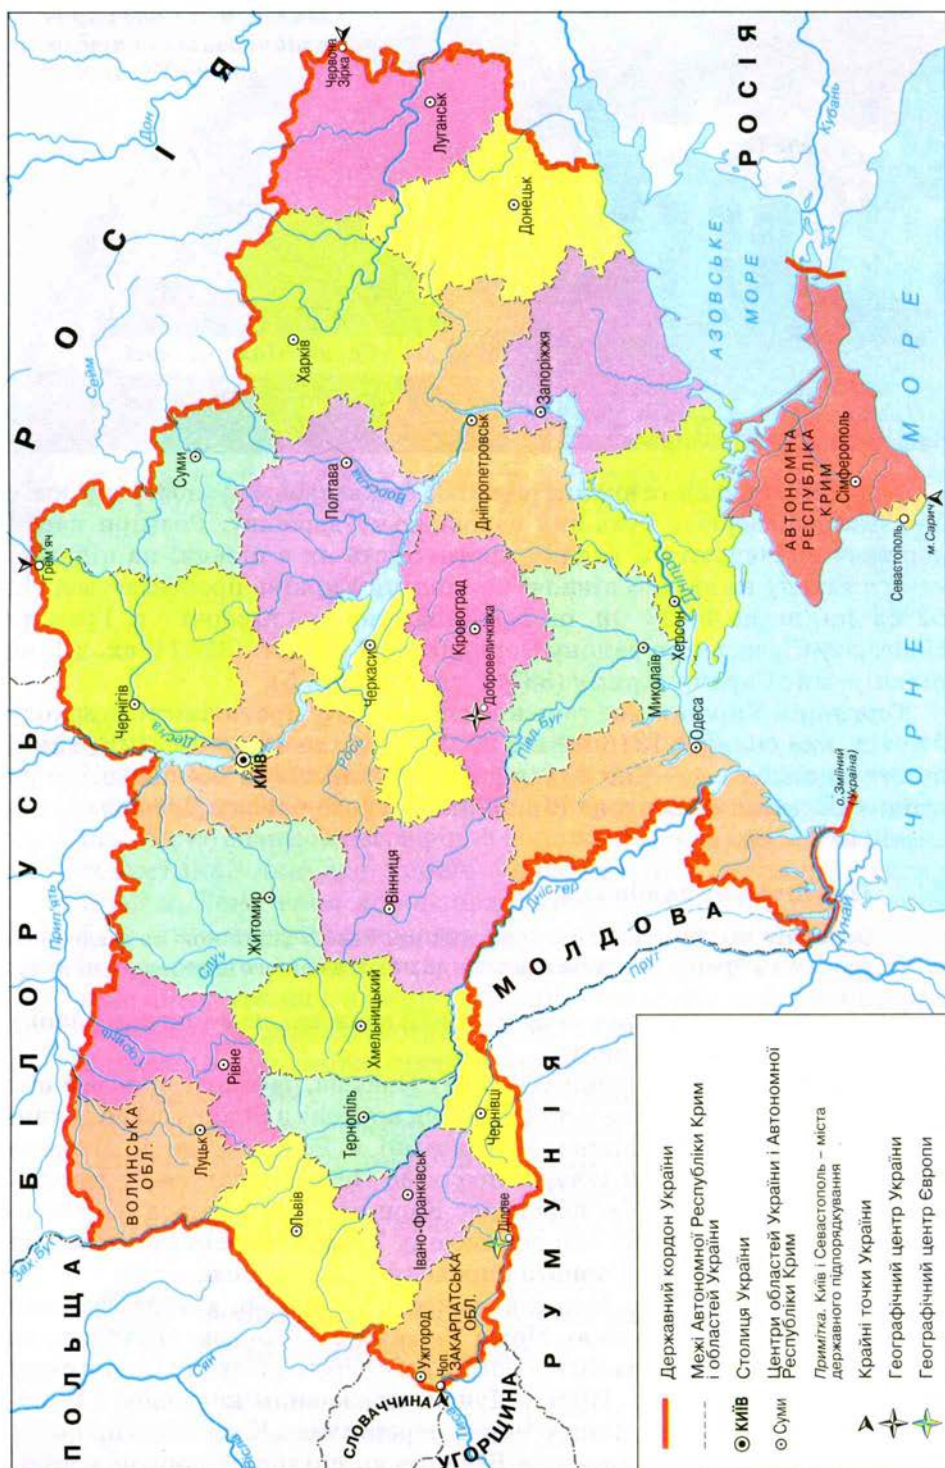 ПОЛЬЩА
БІЛОРУСЬ
РОСІЯ
РОСІЯ
СЛОВАЧЧИНА
УГОРЩИНА
РУМУНІЯ
МОЛДОВА
АЗОВСЬКЕ
МОРЕ
ЧОРНЕ МОРЕ
Зах. Буг
Прип'ять
Сейм
Дон
Кубань
Сян
Вісла
Тиса
Горинь
Случ
Десна
Рось
Ворскла
Дніпро
Півд. Буг
Дністер
Прут
Дунай
ВОЛИНСЬКА
ОБЛ.
Луцьк
Рівне
Житомир
КИЇВ
Чернігів
Грем'яч
Суми
Харків
Червона
Зірка
Луганськ
Донецьк
Львів
Тернопіль
Хмельницький
Вінниця
Черкаси
Полтава
Івано-Франківськ
Чернівці
Ужгород
Чоп
ЗАКАРПАТСЬКА
ОБЛ.
Ділове
Кіровоград
Добровеличківка
Дніпропетровськ
Запоріжжя
Миколаїв
Херсон
Одеса
о.Зміїний
(Україна)
АВТОНОМНА
РЕСПУБЛІКА
КРИМ
Сімферополь
Севастополь
м.Сарич
Державний кордон України
Межі Автономної Республіки Крим
і областей України
КИЇВ Столиця України
Суми Центри областей України і Автономної
Республіки Крим
Примітка. Київ і Севастополь – міста
державного підпорядкування
Крайні точки України
Географічний центр України
Географічний центр Європи